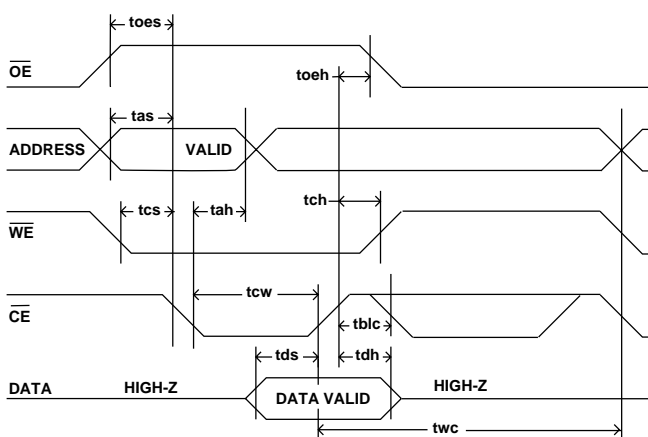 toes
OE
toeh
tas
ADDRESS VALID
tcs tah tch
WE
tcw
CE
tblc
tds tdh
DATA HIGH-Z DATA VALID HIGH-Z
twc